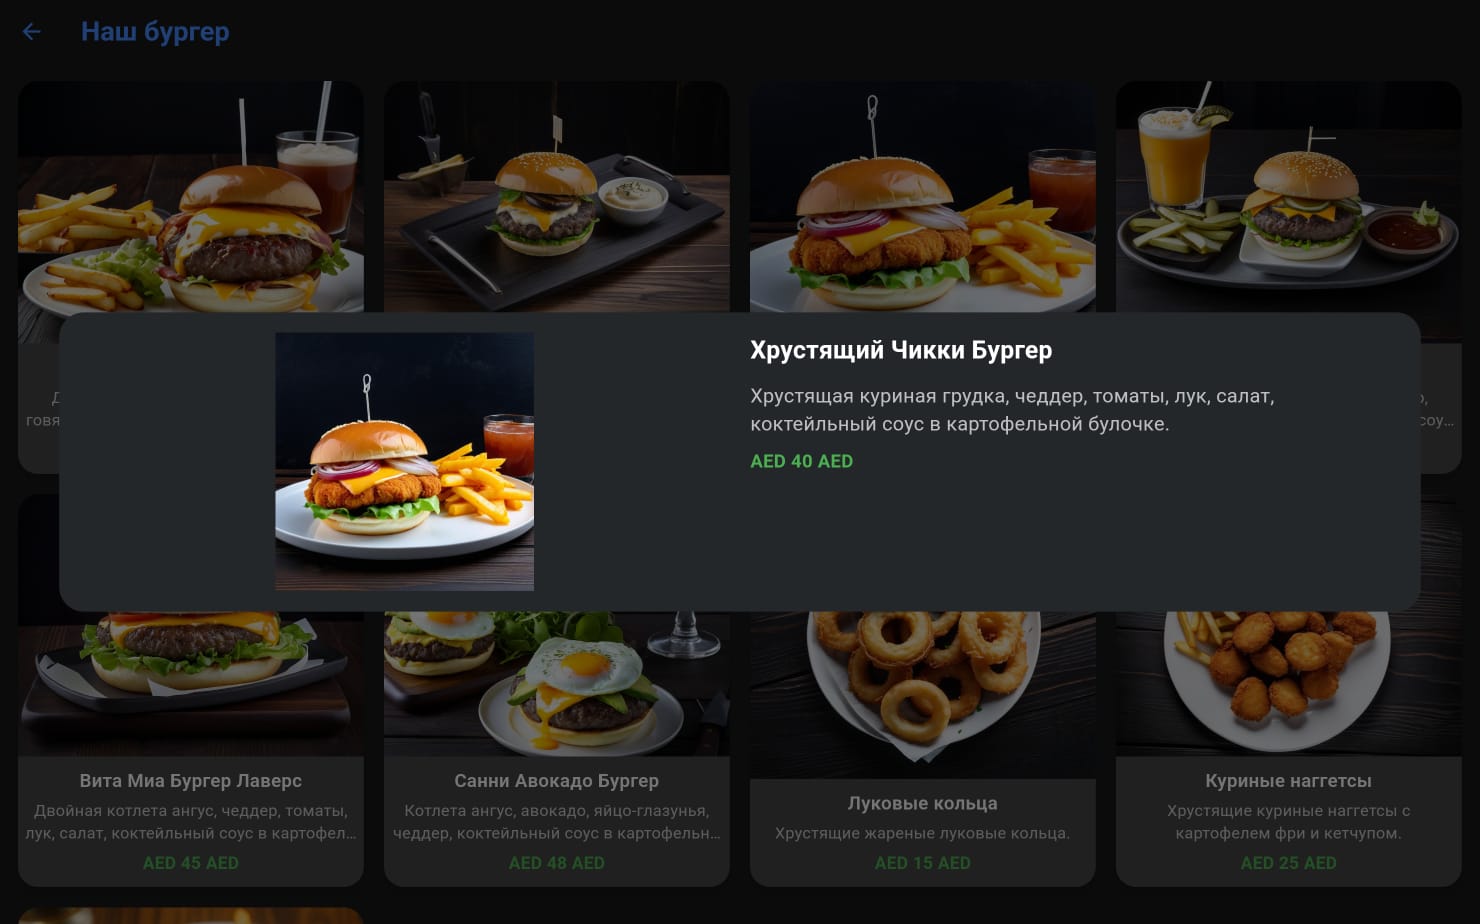 Наш бургер
Хрустящий Чикки Бургер
Хрустящая куриная грудка, чеддер, томаты, лук, салат,
коктейльный соус в картофельной булочке.
AED 40 AED
Вита Миа Бургер Лаверс
Двойная котлета ангус, чеддер, томаты,
лук, салат, коктейльный соус в картофел…
AED 45 AED
Санни Авокадо Бургер
Котлета ангус, авокадо, яйцо-глазунья,
чеддер, коктейльный соус в картофельн…
AED 48 AED
Луковые кольца
Хрустящие жареные луковые кольца.
AED 15 AED
Куриные наггетсы
Хрустящие куриные наггетсы с
картофелем фри и кетчупом.
AED 25 AED